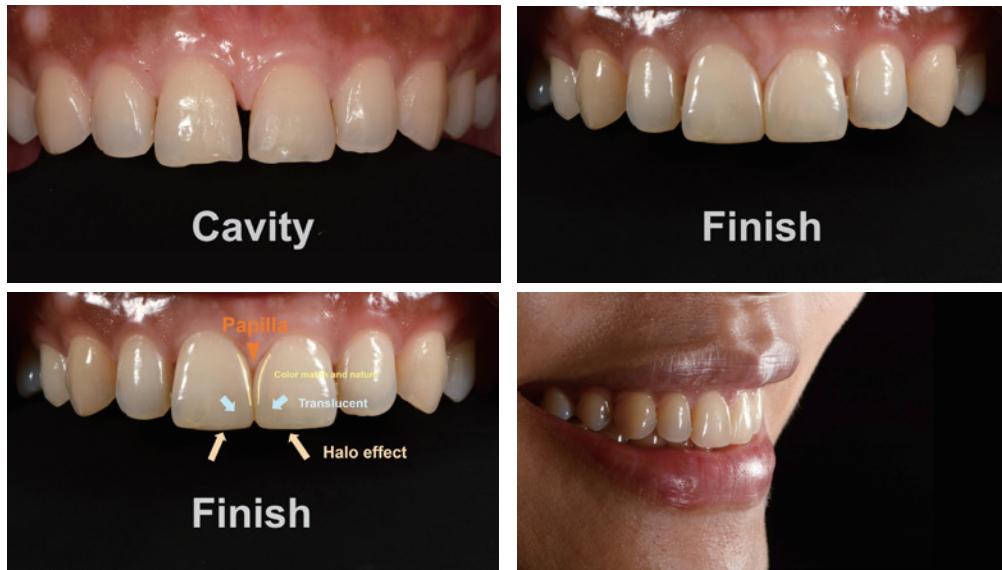 Cavity
Finish
Papilla
Color match and nature
Translucent
Halo effect
Finish